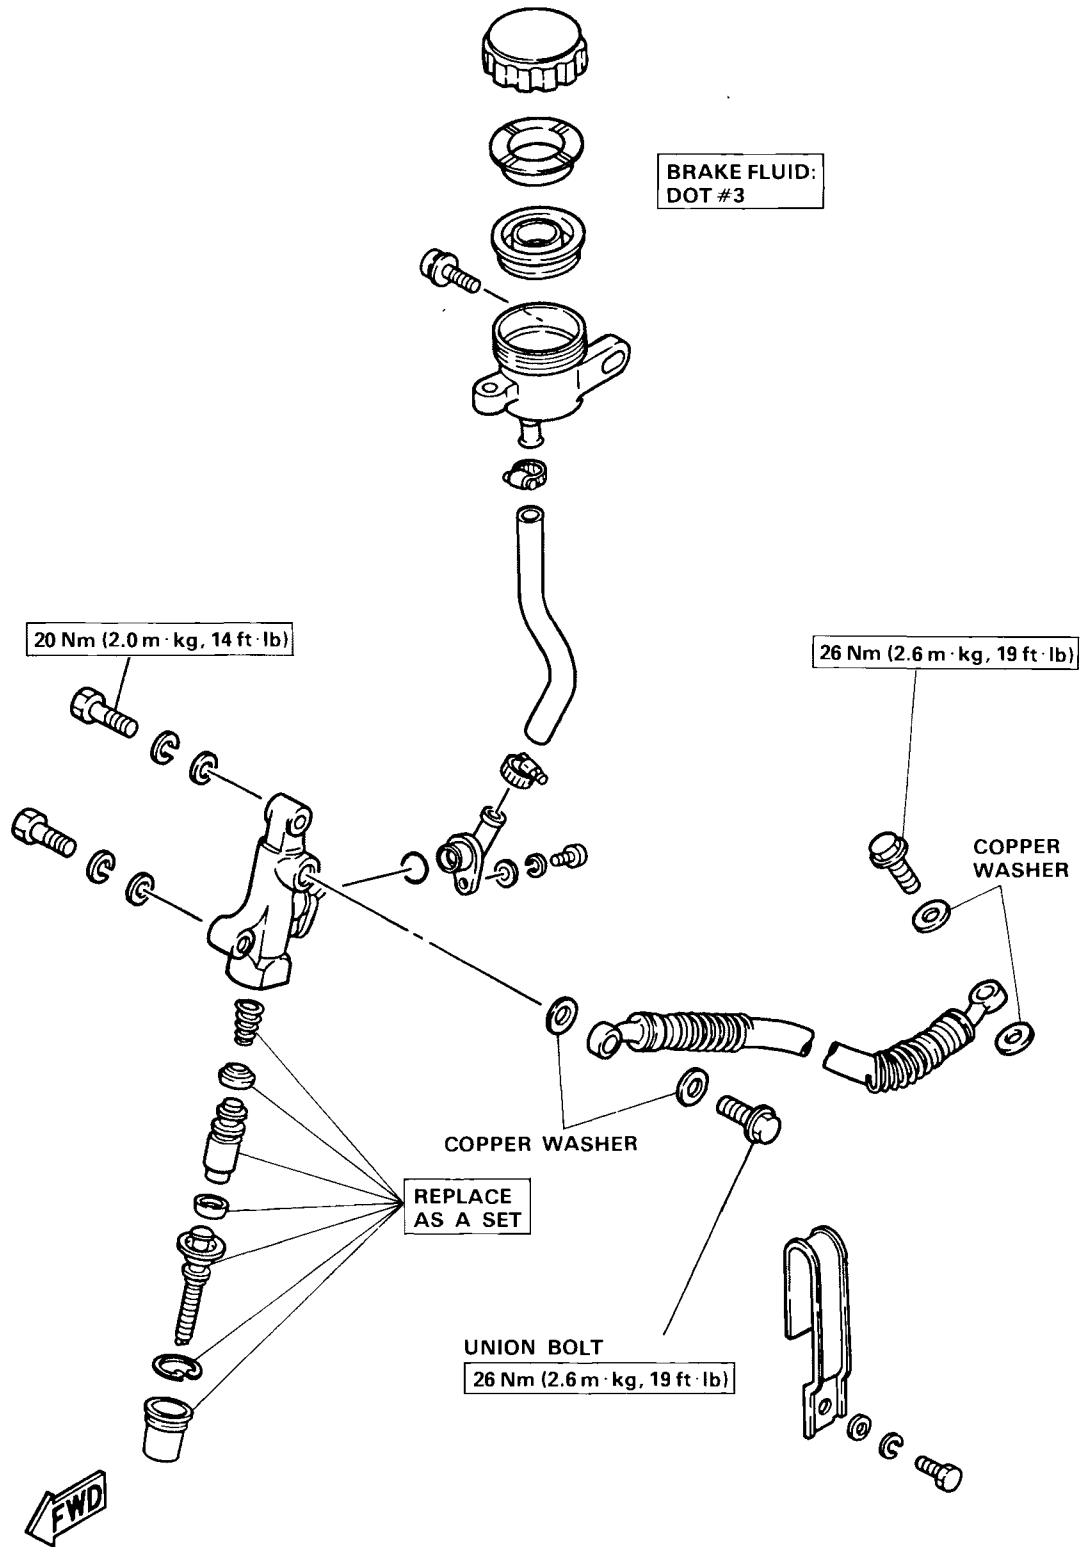 BRAKE FLUID:
DOT #3
20 Nm (2.0 m·kg, 14 ft·lb)
26 Nm (2.6 m·kg, 19 ft·lb)
COPPER
WASHER
COPPER WASHER
REPLACE
AS A SET
UNION BOLT
26 Nm (2.6 m·kg, 19 ft·lb)
FWD